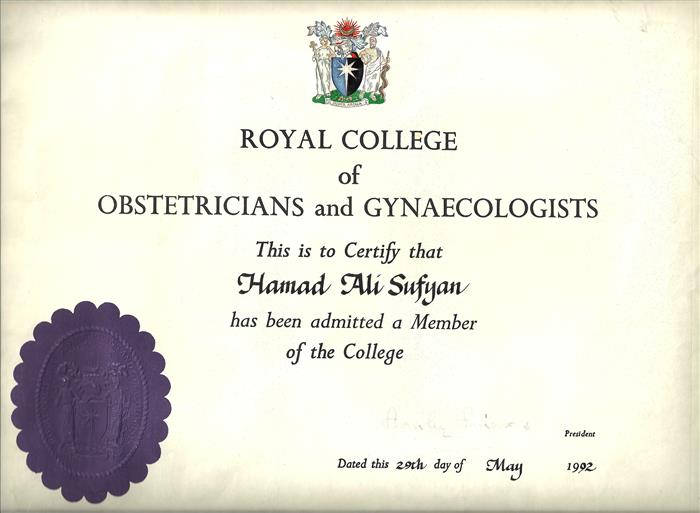 ROYAL COLLEGE
of
OBSTETRICIANS and GYNAECOLOGISTS
This is to Certify that
Hamad Ali Sufyan
has been admitted a Member
of the College
President
Dated this 29th day of May 1992